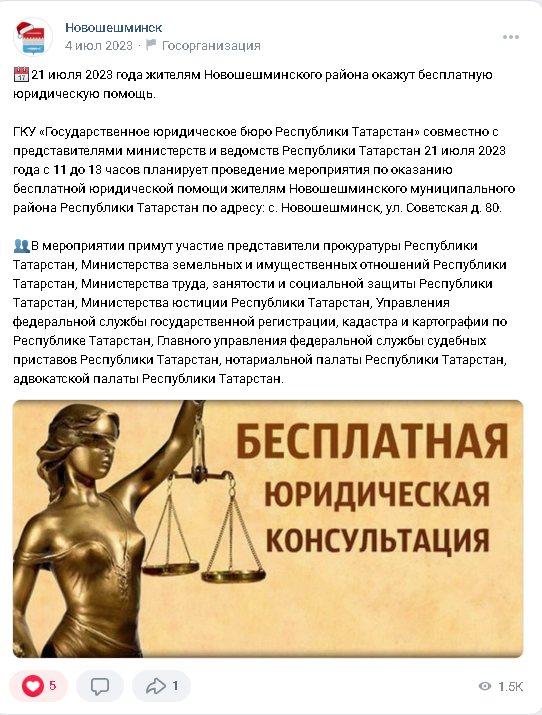 Новошешминск
4 июл 2023 · Госорганизация
21 июля 2023 года жителям Новошешминского района окажут бесплатную
юридическую помощь.
ГКУ «Государственное юридическое бюро Республики Татарстан» совместно с
представителями министерств и ведомств Республики Татарстан 21 июля 2023
года с 11 до 13 часов планирует проведение мероприятия по оказанию
бесплатной юридической помощи жителям Новошешминского муниципального
района Республики Татарстан по адресу: с. Новошешминск, ул. Советская д. 80.
В мероприятии примут участие представители прокуратуры Республики
Татарстан, Министерства земельных и имущественных отношений Республики
Татарстан, Министерства труда, занятости и социальной защиты Республики
Татарстан, Министерства юстиции Республики Татарстан, Управления
федеральной службы государственной регистрации, кадастра и картографии по
Республике Татарстан, Главного управления федеральной службы судебных
приставов Республики Татарстан, нотариальной палаты Республики Татарстан,
адвокатской палаты Республики Татарстан.
БЕСПЛАТНАЯ
ЮРИДИЧЕСКАЯ
КОНСУЛЬТАЦИЯ
5
1
1.5K